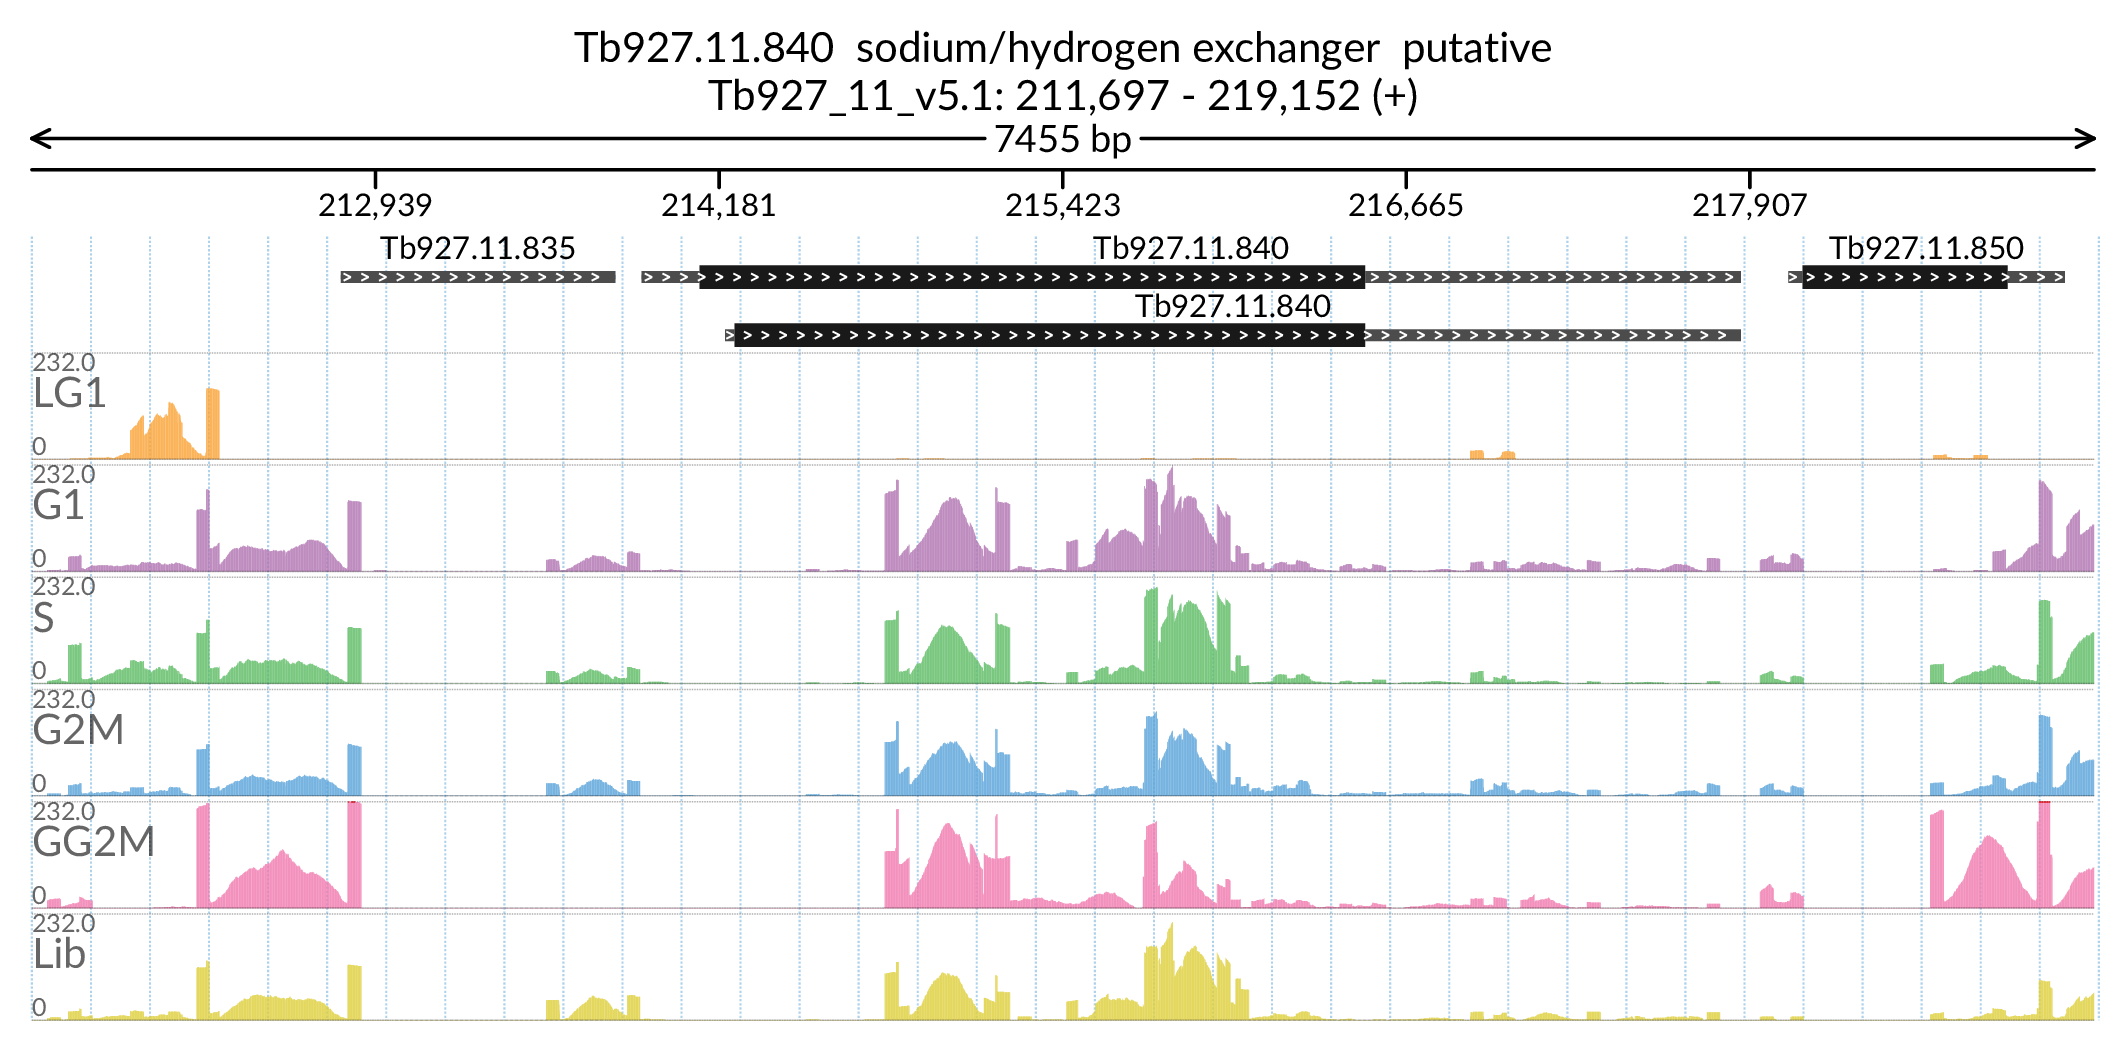 Tb927.11.840  sodium/hydrogen exchanger  putative
Tb927_11_v5.1: 211,697 - 219,152 (+)
7455 bp
212,939 214,181 215,423 216,665 217,907
Tb927.11.835 Tb927.11.840 Tb927.11.850
Tb927.11.840
232.0
LG1
0
232.0
G1
0
232.0
S
0
232.0
G2M
0
232.0
GG2M
0
232.0
Lib
0